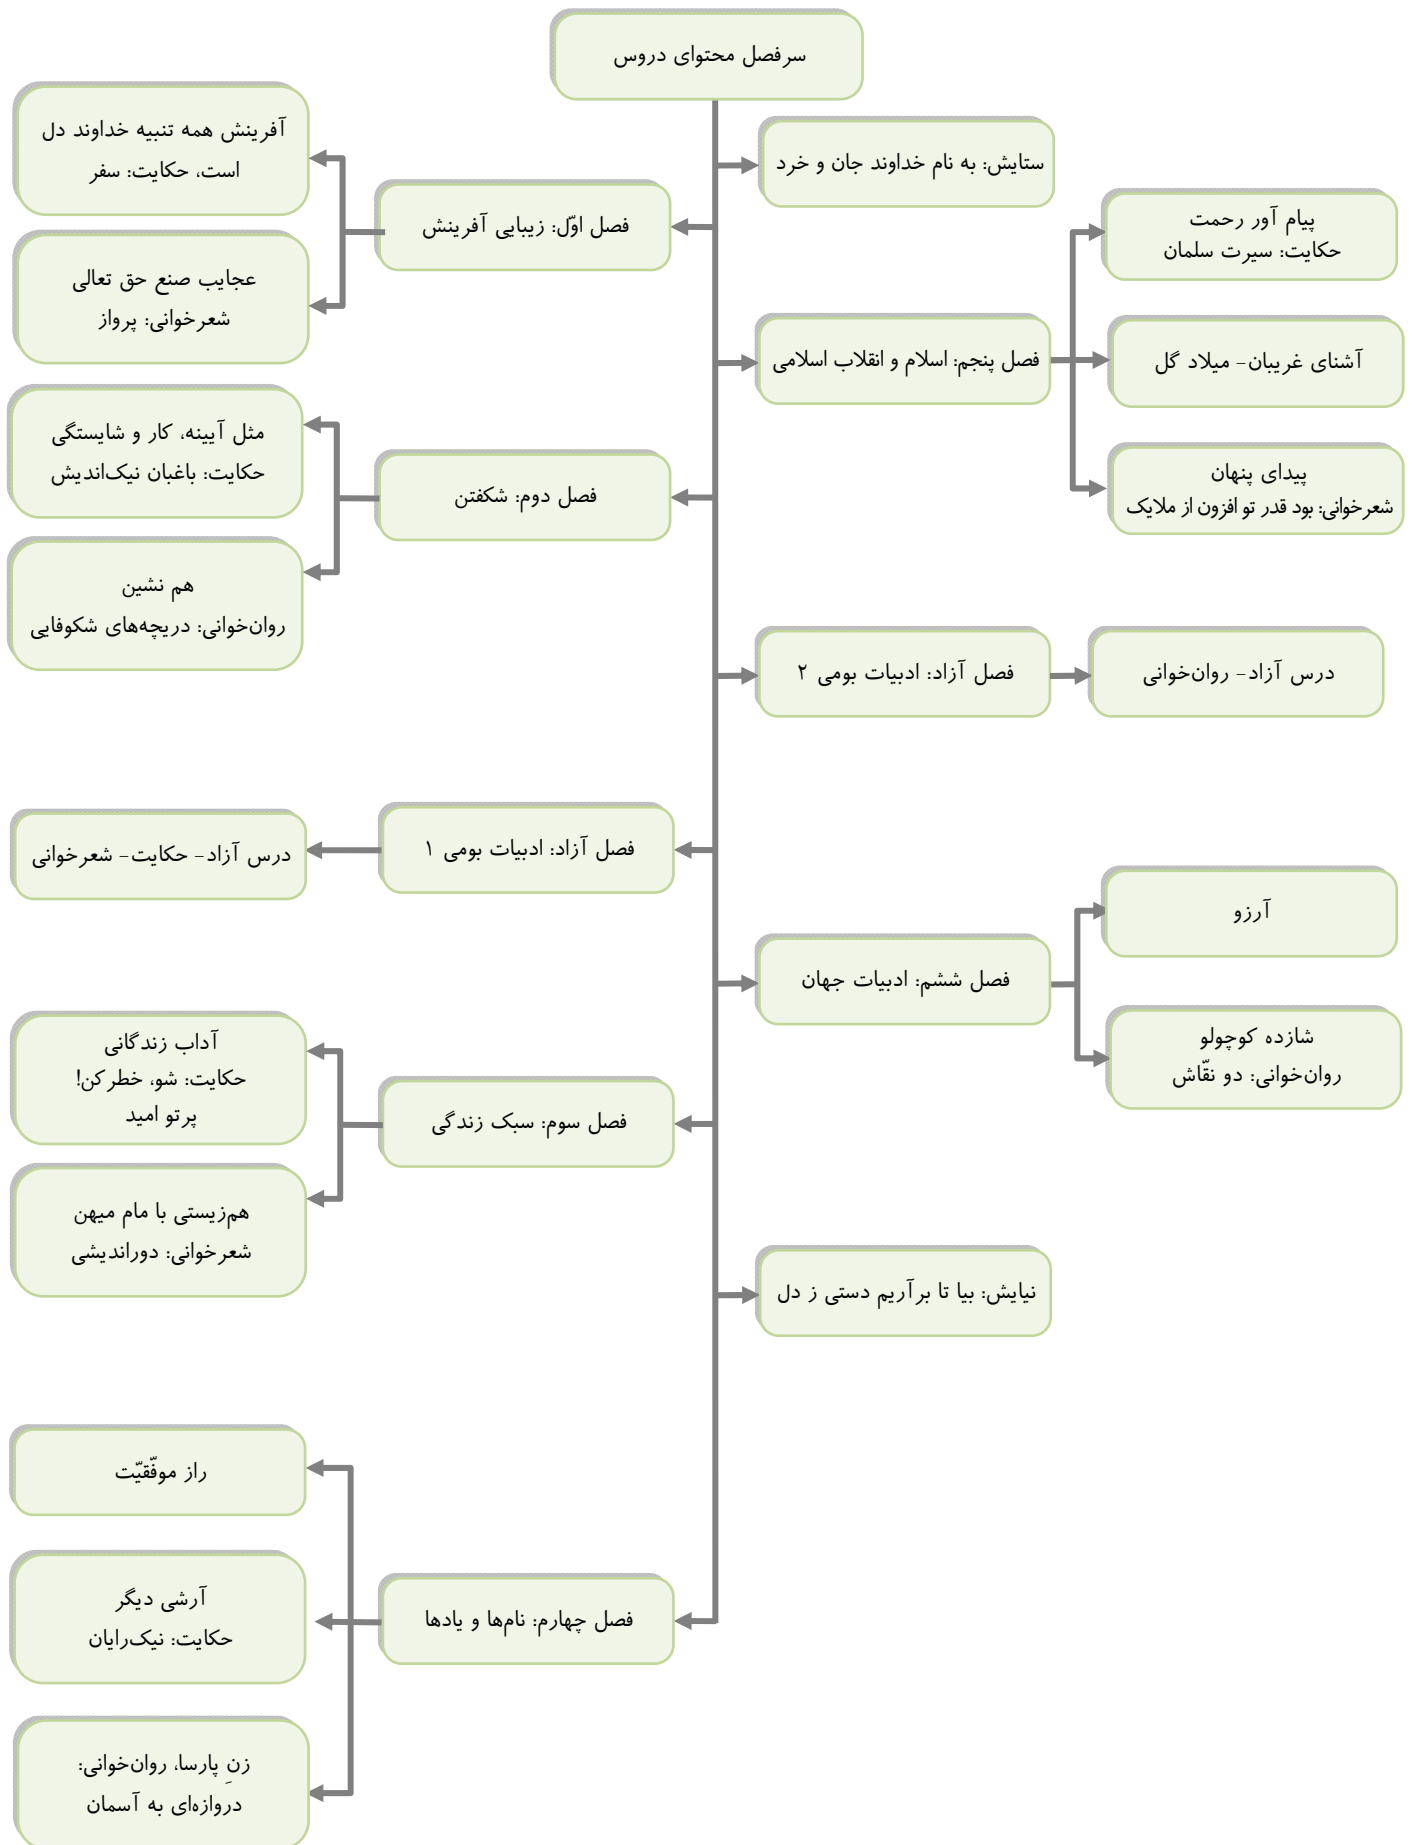 سرفصل محتوای دروس
ستایش: به نام خداوند جان و خرد
فصل اوّل: زیبایی آفرینش
آفرینش همه تنبیه خداوند دل
است، حکایت: سفر
عجایب صنع حق تعالی
شعرخوانی: پرواز
فصل پنجم: اسلام و انقلاب اسلامی
پیام آور رحمت
حکایت: سیرت سلمان
آشنای غریبان- میلاد گل
پیدای پنهان
شعرخوانی: بود قدر تو افزون از ملایک
فصل دوم: شکفتن
مثل آیینه، کار و شایستگی
حکایت: باغبان نیک‌اندیش
هم نشین
روان‌خوانی: دریچه‌های شکوفایی
فصل آزاد: ادبیات بومی ۲
درس آزاد- روان‌خوانی
فصل آزاد: ادبیات بومی ۱
درس آزاد- حکایت- شعرخوانی
فصل ششم: ادبیات جهان
آرزو
شازده کوچولو
روان‌خوانی: دو نقّاش
فصل سوم: سبک زندگی
آداب زندگانی
حکایت: شو، خطر کن!
پرتو امید
هم‌زیستی با مام میهن
شعرخوانی: دوراندیشی
نیایش: بیا تا برآریم دستی ز دل
فصل چهارم: نام‌ها و یادها
راز موفّقیّت
آرشی دیگر
حکایت: نیک‌رایان
زنِ پارسا، روان‌خوانی:
دروازه‌ای به آسمان